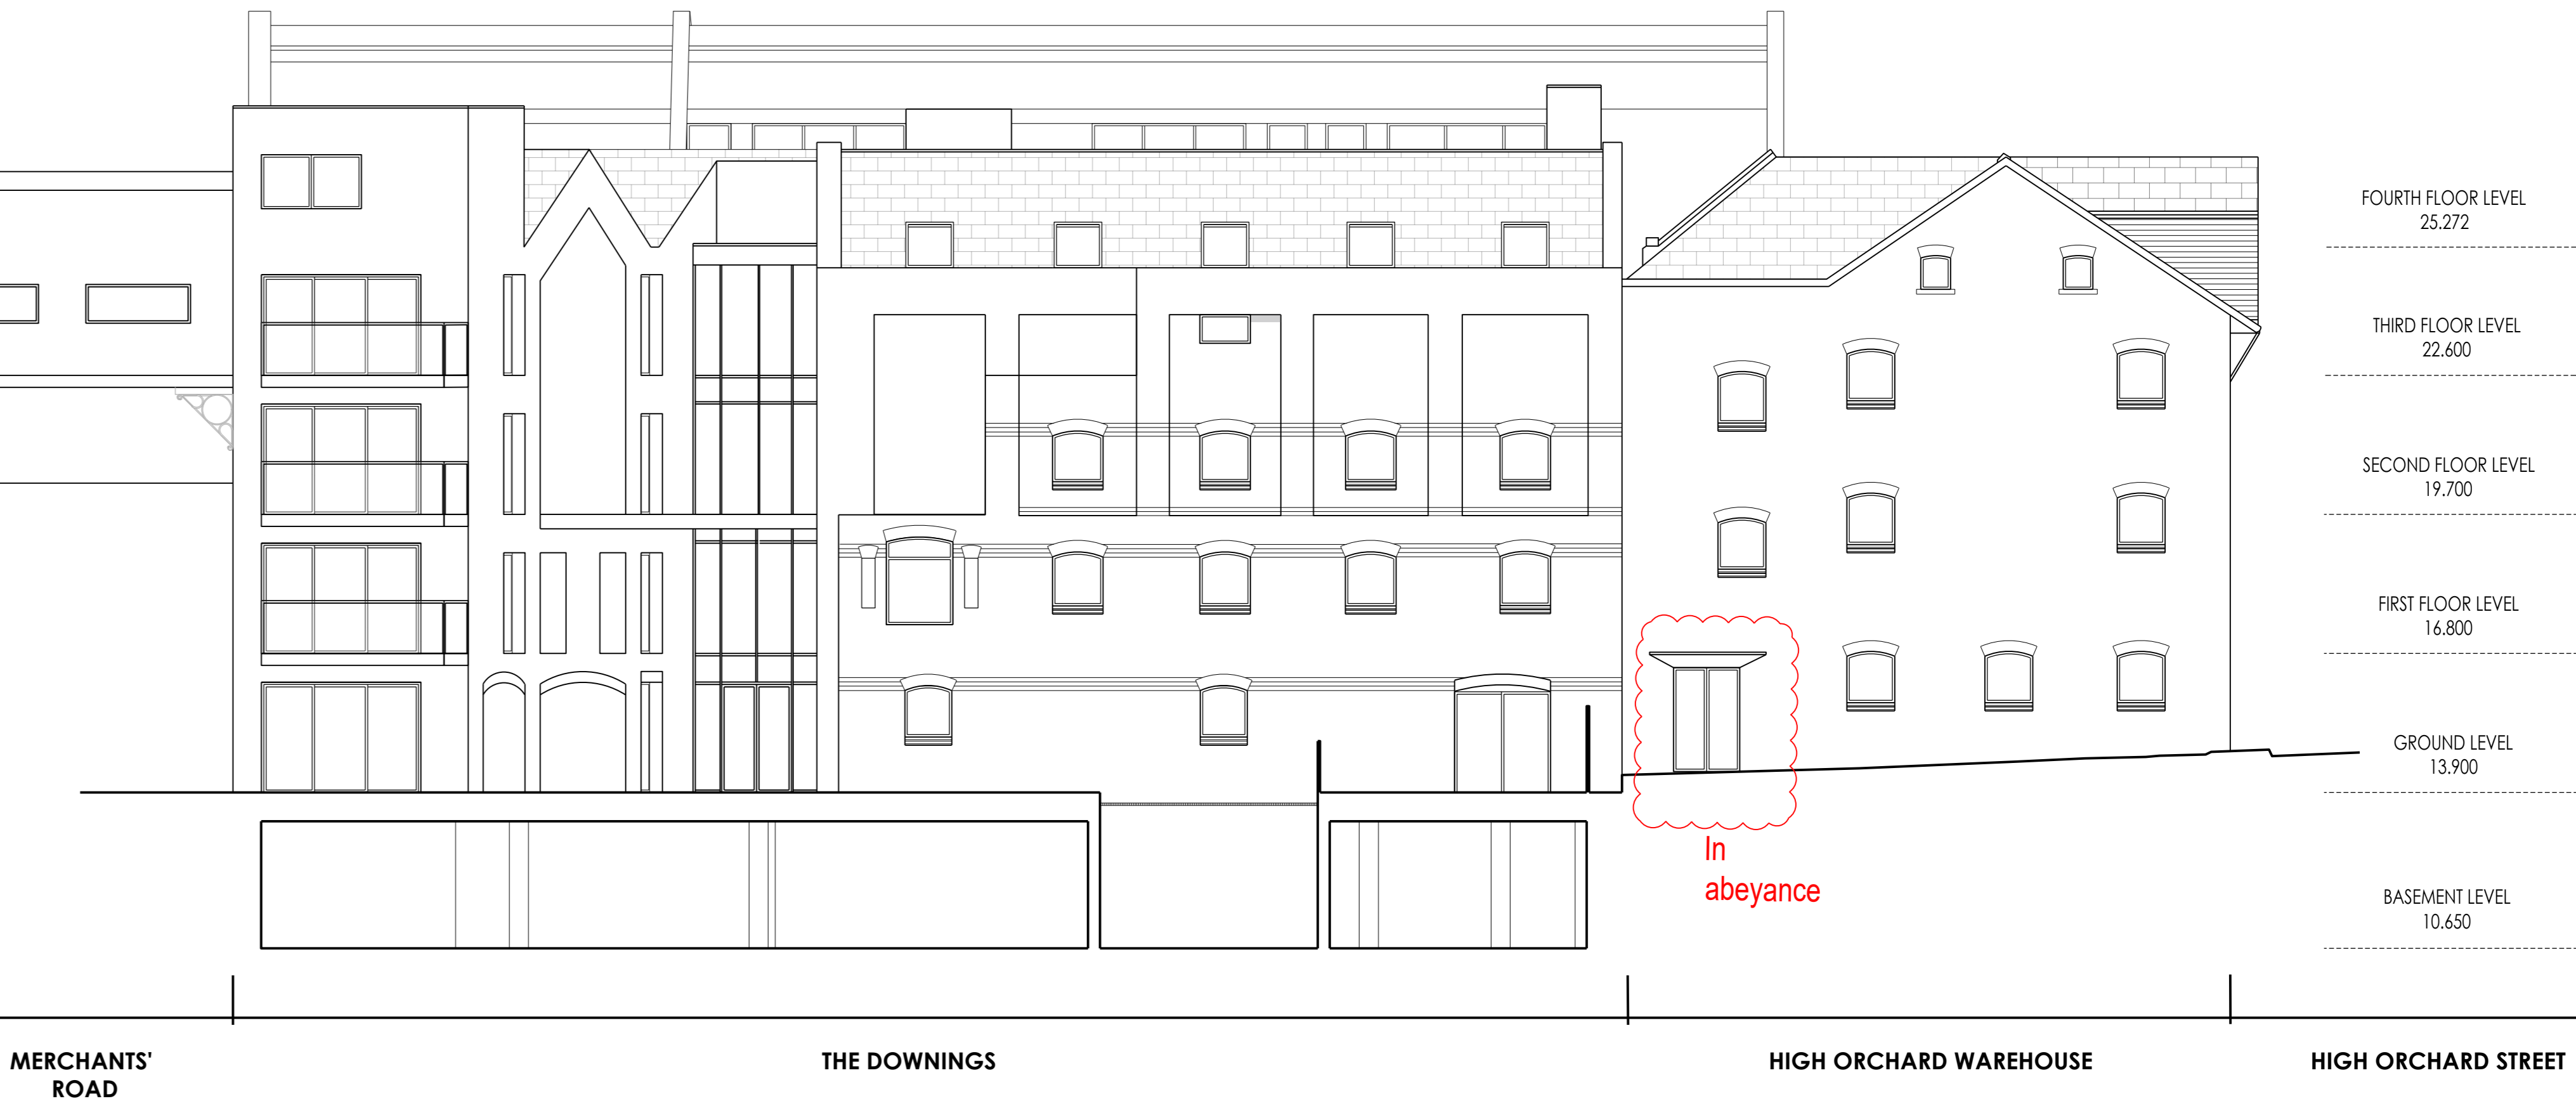 FOURTH FLOOR LEVEL
25.272
THIRD FLOOR LEVEL
22.600
SECOND FLOOR LEVEL
19.700
FIRST FLOOR LEVEL
16.800
GROUND LEVEL
13.900
In
abeyance
BASEMENT LEVEL
10.650
MERCHANTS'
ROAD
THE DOWNINGS
HIGH ORCHARD WAREHOUSE
HIGH ORCHARD STREET